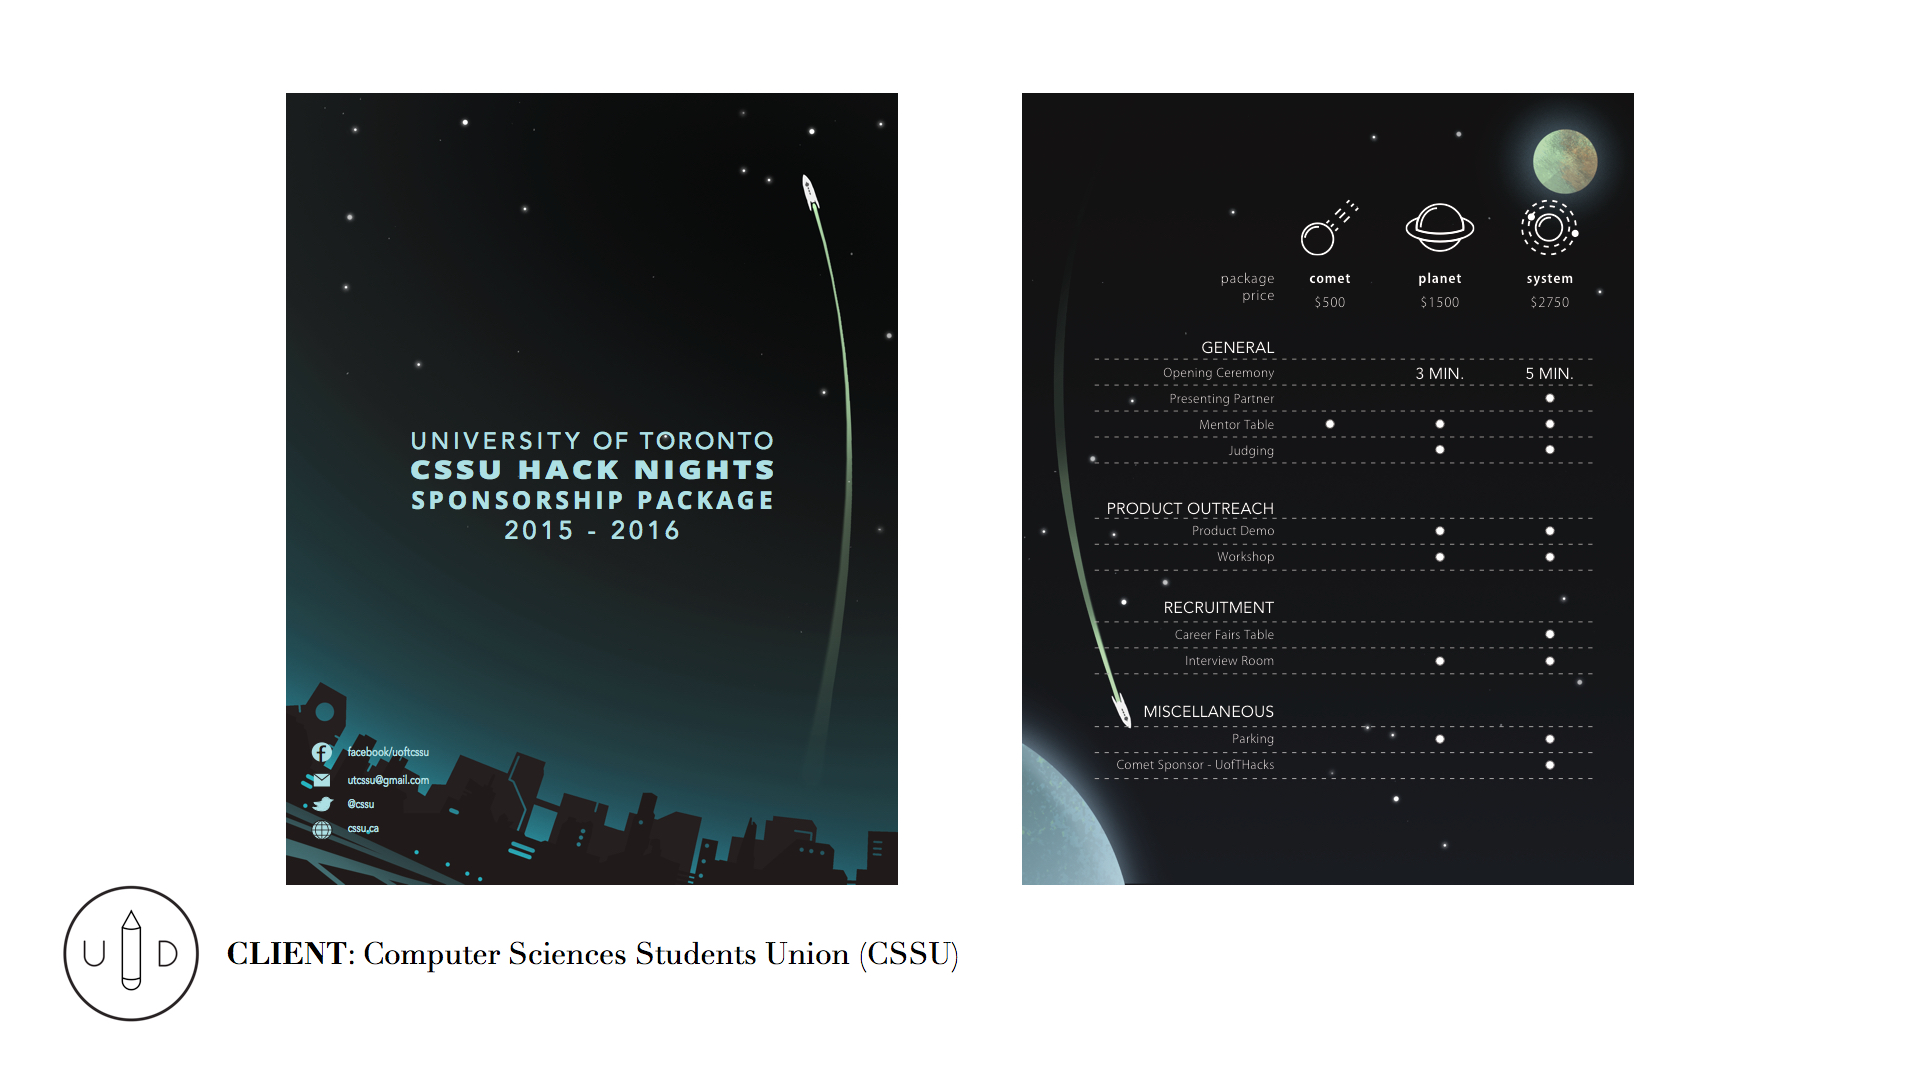 UNIVERSITY OF TORONTO
CSSU HACK NIGHTS
SPONSORSHIP PACKAGE
2015 - 2016
facebook/uoftcssu
utcssu@gmail.com
@cssu
cssu.ca
package comet planet system
price $500 $1500 $2750
GENERAL
Opening Ceremony 3 MIN. 5 MIN.
Presenting Partner
Mentor Table
Judging
PRODUCT OUTREACH
Product Demo
Workshop
RECRUITMENT
Career Fairs Table
Interview Room
MISCELLANEOUS
Parking
Comet Sponsor - UofTHacks
U D
CLIENT: Computer Sciences Students Union (CSSU)